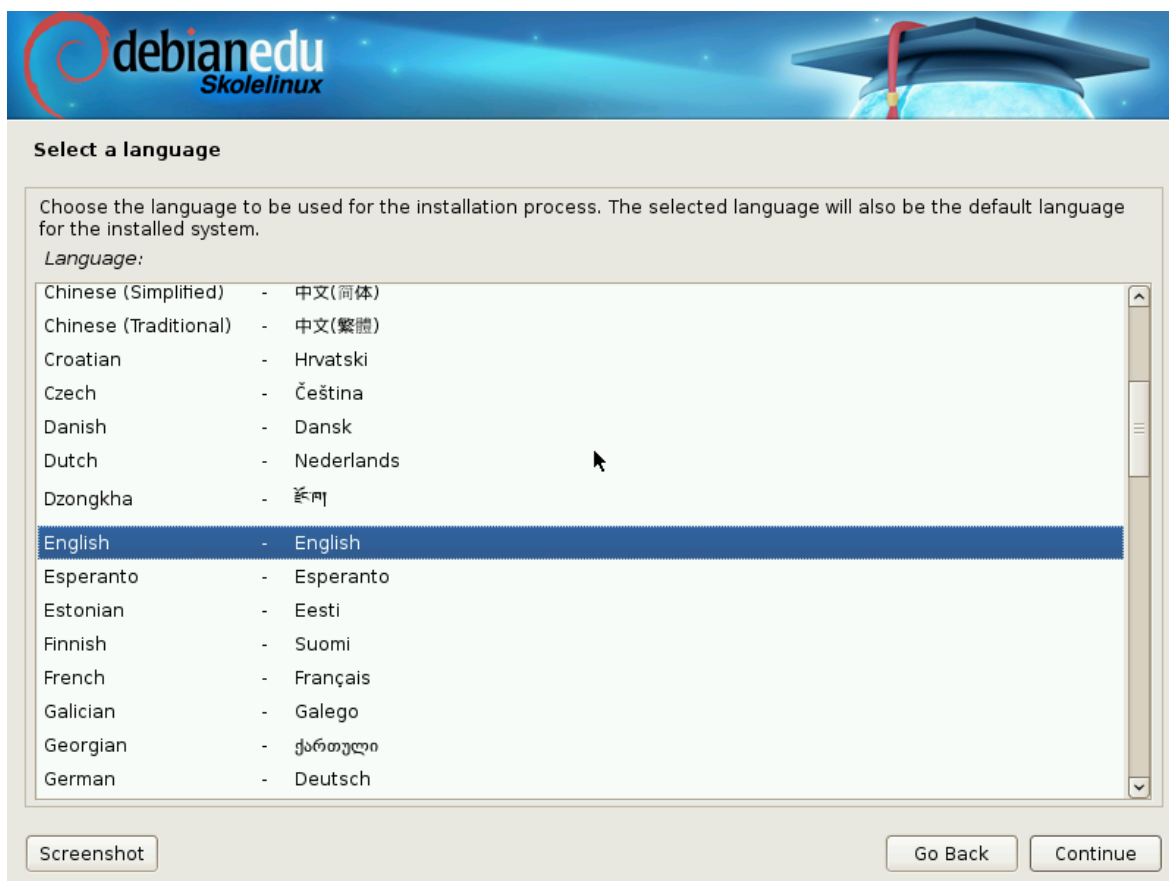 debianedu
Skolelinux
Select a language
Choose the language to be used for the installation process. The selected language will also be the default language
for the installed system.
Language:
Chinese (Simplified) - 中文(简体)
Chinese (Traditional) - 中文(繁體)
Croatian - Hrvatski
Czech - Čeština
Danish - Dansk
Dutch - Nederlands
Dzongkha - རྫོང་ཁ།
English - English
Esperanto - Esperanto
Estonian - Eesti
Finnish - Suomi
French - Français
Galician - Galego
Georgian - ქართული
German - Deutsch
Screenshot Go Back Continue